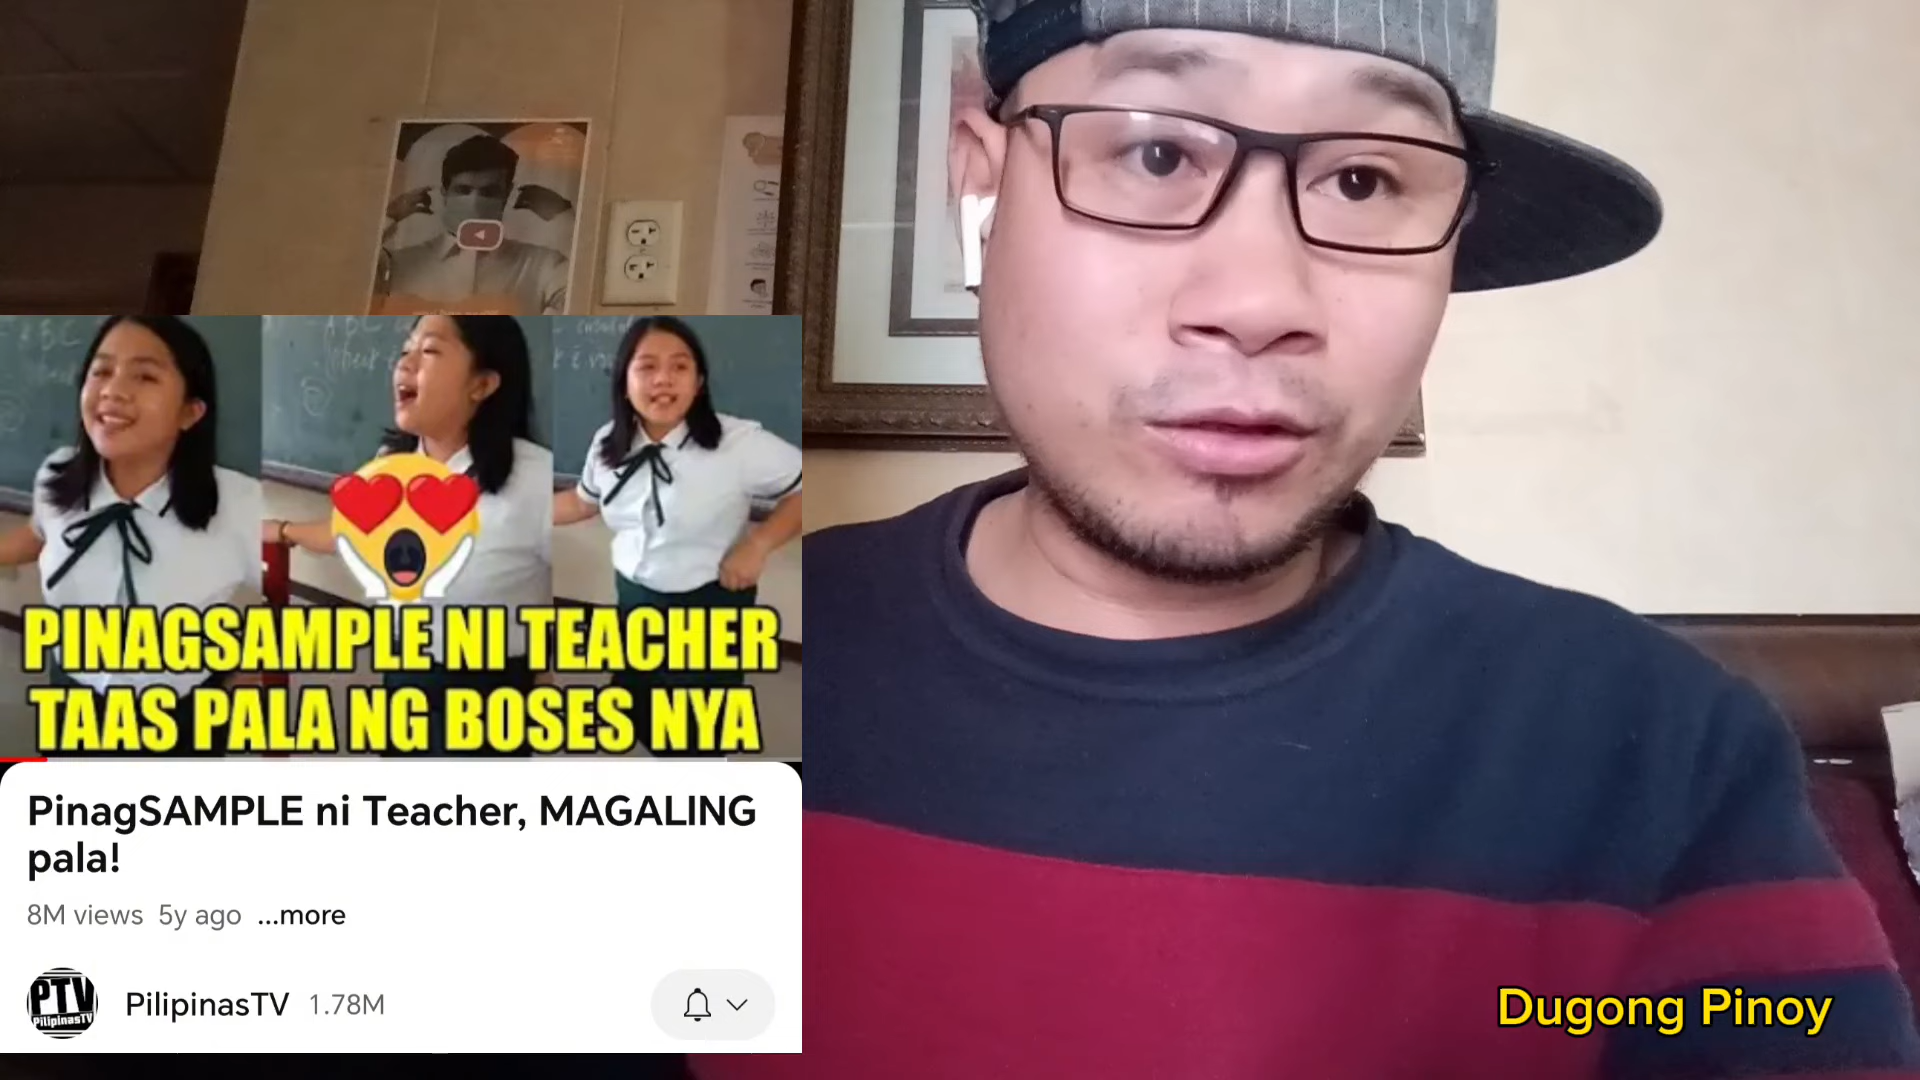 PINAGSAMPLE NI TEACHER
TAAS PALA NG BOSES NYA
PinagSAMPLE ni Teacher, MAGALING
pala!
8M views 5y ago ...more
PTV
PilipinasTV
PilipinasTV 1.78M
Dugong Pinoy